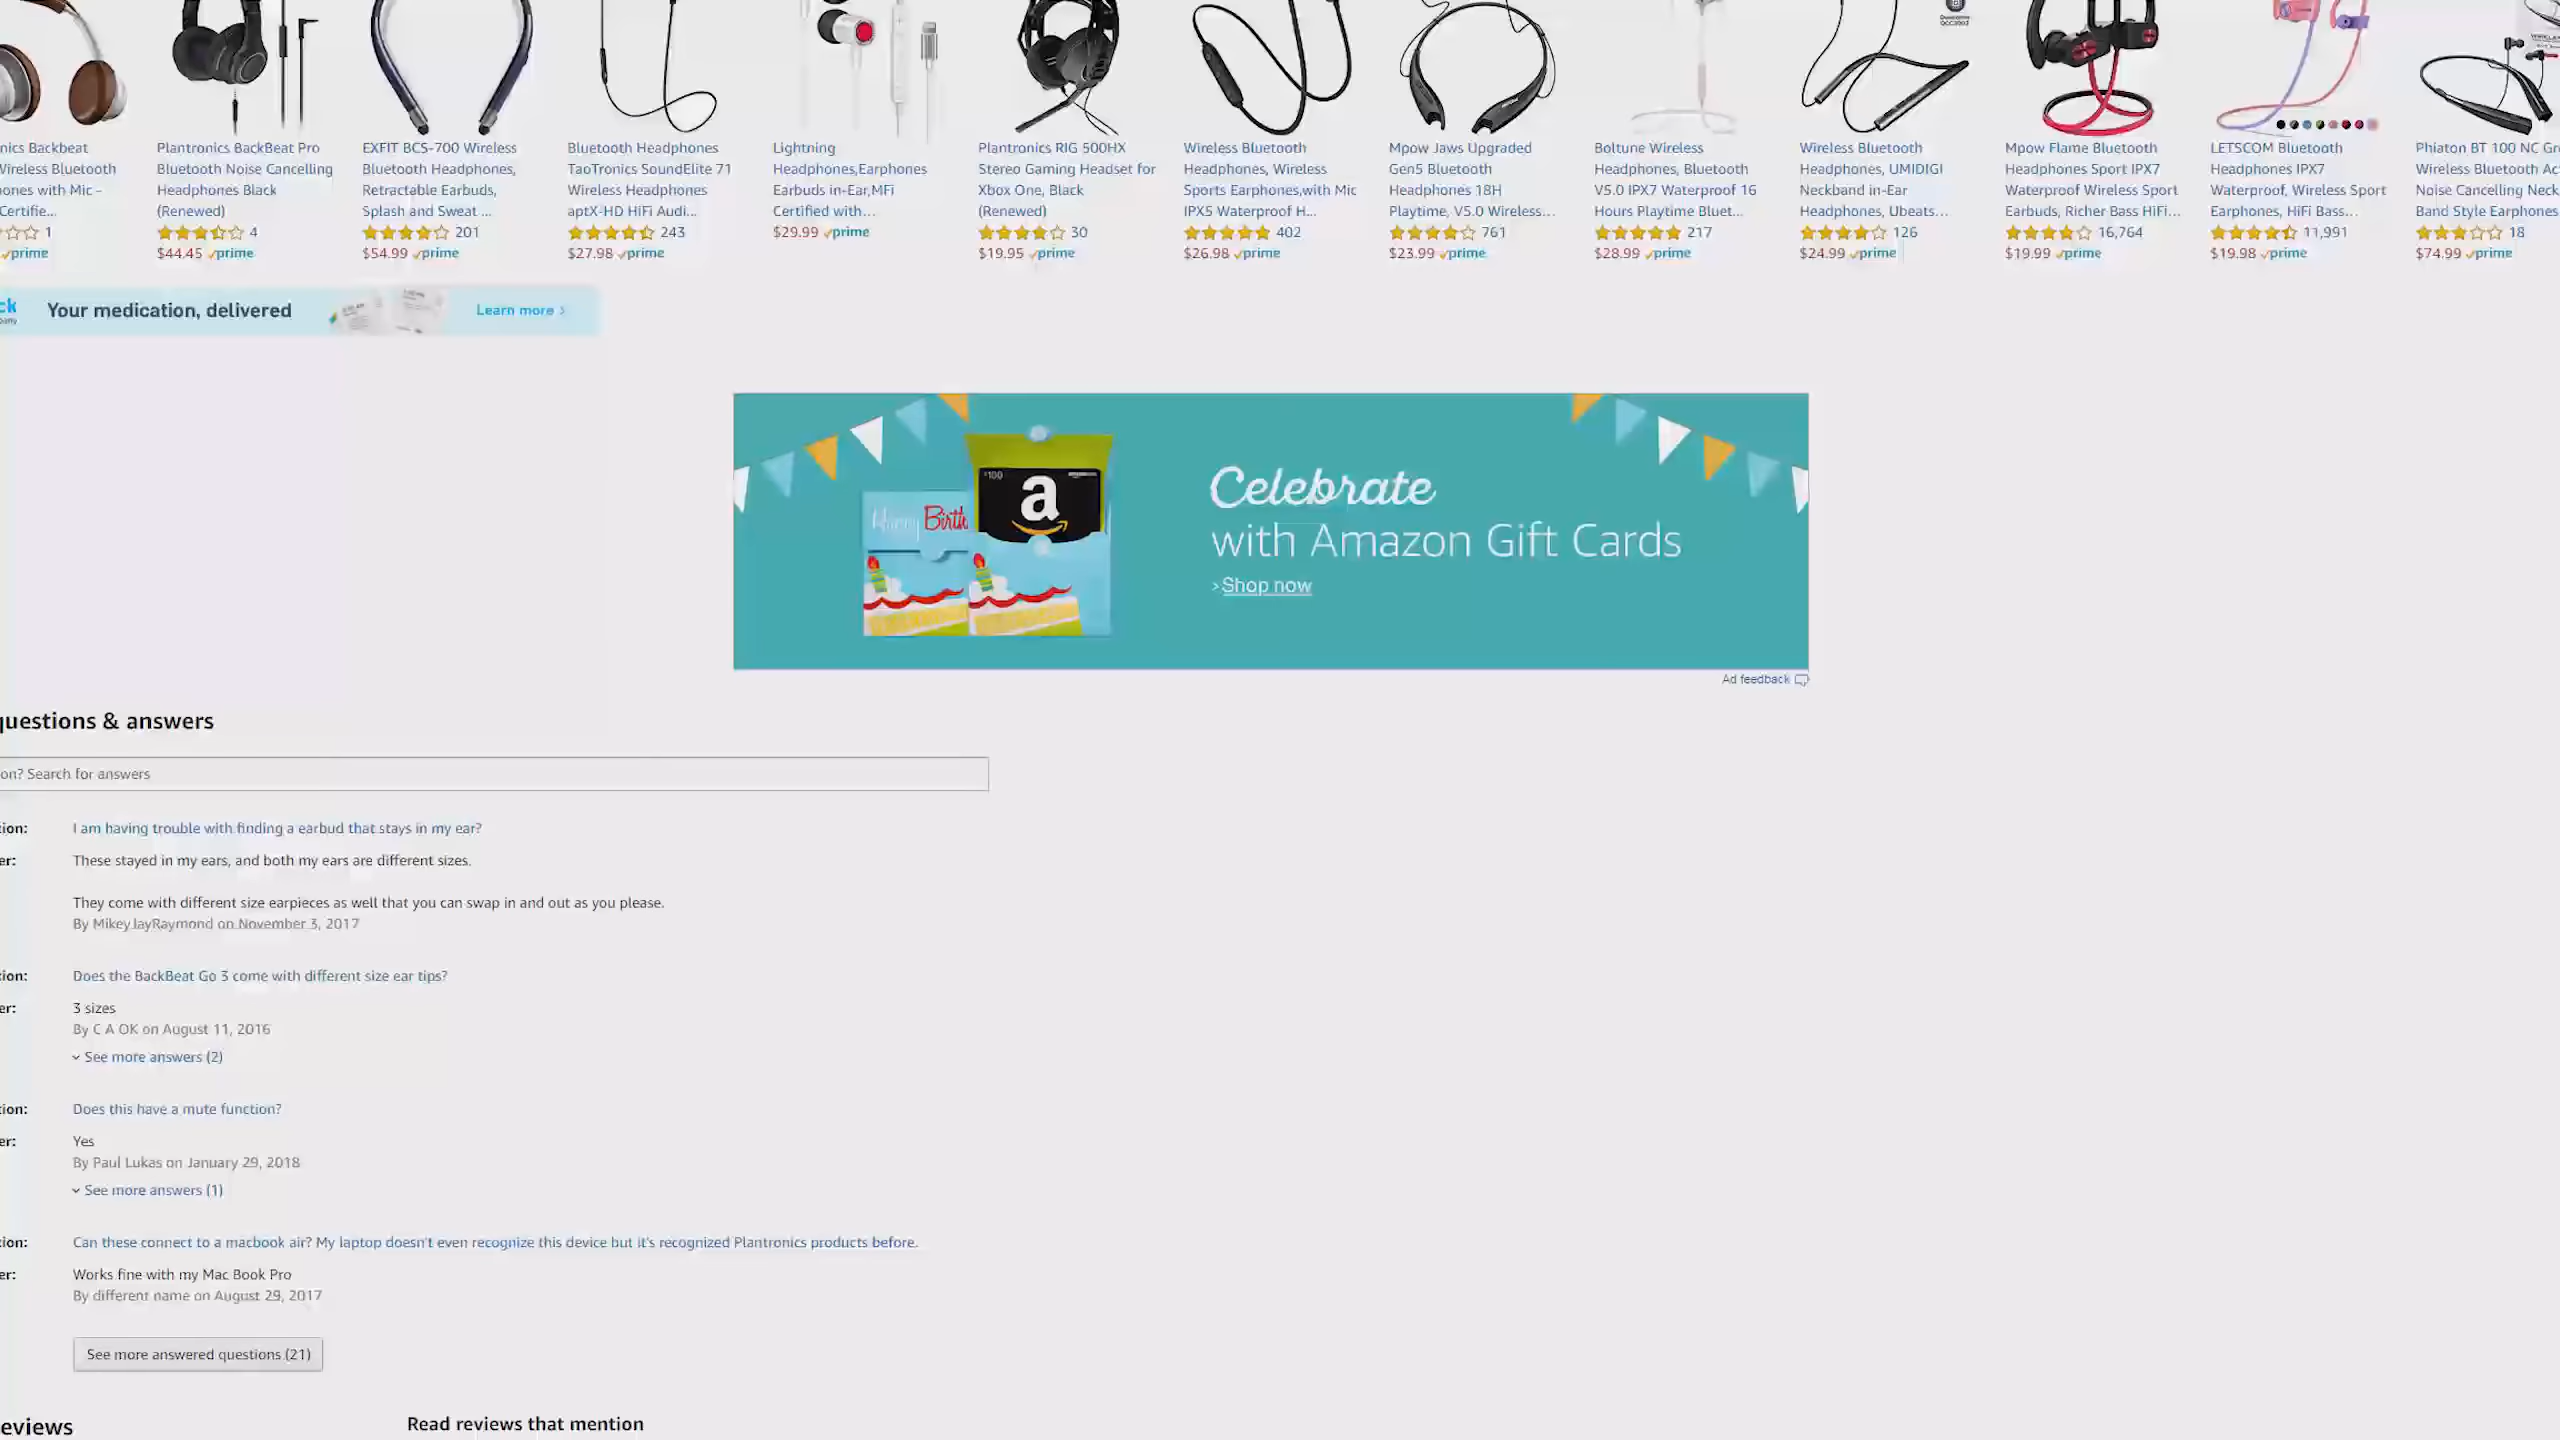 nics Backbeat
Wireless Bluetooth
ones with Mic –
Certifie...
1
prime
Plantronics BackBeat Pro
Bluetooth Noise Cancelling
Headphones Black
(Renewed)
4
$44.45 prime
EXFIT BCS-700 Wireless
Bluetooth Headphones,
Retractable Earbuds,
Splash and Sweat ...
201
$54.99 prime
Bluetooth Headphones
TaoTronics SoundElite 71
Wireless Headphones
aptX-HD HiFi Audi...
243
$27.98 prime
Lightning
Headphones,Earphones
Earbuds in-Ear,MFi
Certified with...
$29.99 prime
Plantronics RIG 500HX
Stereo Gaming Headset for
Xbox One, Black
(Renewed)
30
$19.95 prime
Wireless Bluetooth
Headphones, Wireless
Sports Earphones,with Mic
IPX5 Waterproof H...
402
$26.98 prime
Mpow Jaws Upgraded
Gen5 Bluetooth
Headphones 18H
Playtime, V5.0 Wireless...
761
$23.99 prime
Boltune Wireless
Headphones, Bluetooth
V5.0 IPX7 Waterproof 16
Hours Playtime Bluet...
217
$28.99 prime
Wireless Bluetooth
Headphones, UMIDIGI
Neckband in-Ear
Headphones, Ubeats...
126
$24.99 prime
Mpow Flame Bluetooth
Headphones Sport IPX7
Waterproof Wireless Sport
Earbuds, Richer Bass HiFi...
16,764
$19.99 prime
LETSCOM Bluetooth
Headphones IPX7
Waterproof, Wireless Sport
Earphones, HiFi Bass...
11,991
$19.98 prime
Phiaton BT 100 NC Gr
Wireless Bluetooth Ac
Noise Cancelling Neck
Band Style Earphones
18
$74.99 prime
ck
Your medication, delivered
Learn more ›
$100
a
Happy Birth
Celebrate
with Amazon Gift Cards
›Shop now
Ad feedback
questions & answers
on? Search for answers
tion: I am having trouble with finding a earbud that stays in my ear?
er: These stayed in my ears, and both my ears are different sizes.
They come with different size earpieces as well that you can swap in and out as you please.
By MikeyJayRaymond on November 3, 2017
tion: Does the BackBeat Go 3 come with different size ear tips?
er: 3 sizes
By C A OK on August 11, 2016
See more answers (2)
tion: Does this have a mute function?
er: Yes
By Paul Lukas on January 29, 2018
See more answers (1)
tion: Can these connect to a macbook air? My laptop doesn't even recognize this device but it's recognized Plantronics products before.
er: Works fine with my Mac Book Pro
By different name on August 29, 2017
See more answered questions (21)
eviews
Read reviews that mention